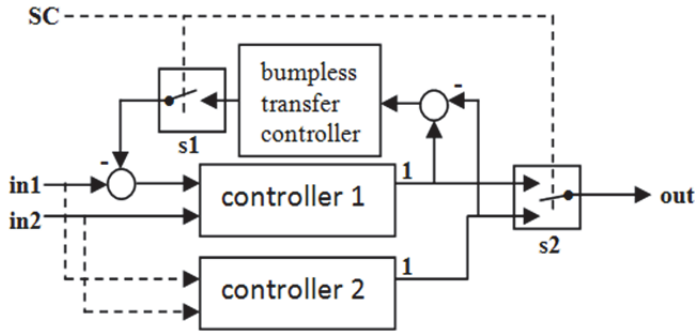 SC
bumpless
transfer
controller
-
s1
-
in1
in2
controller 1
1
out
s2
controller 2
1